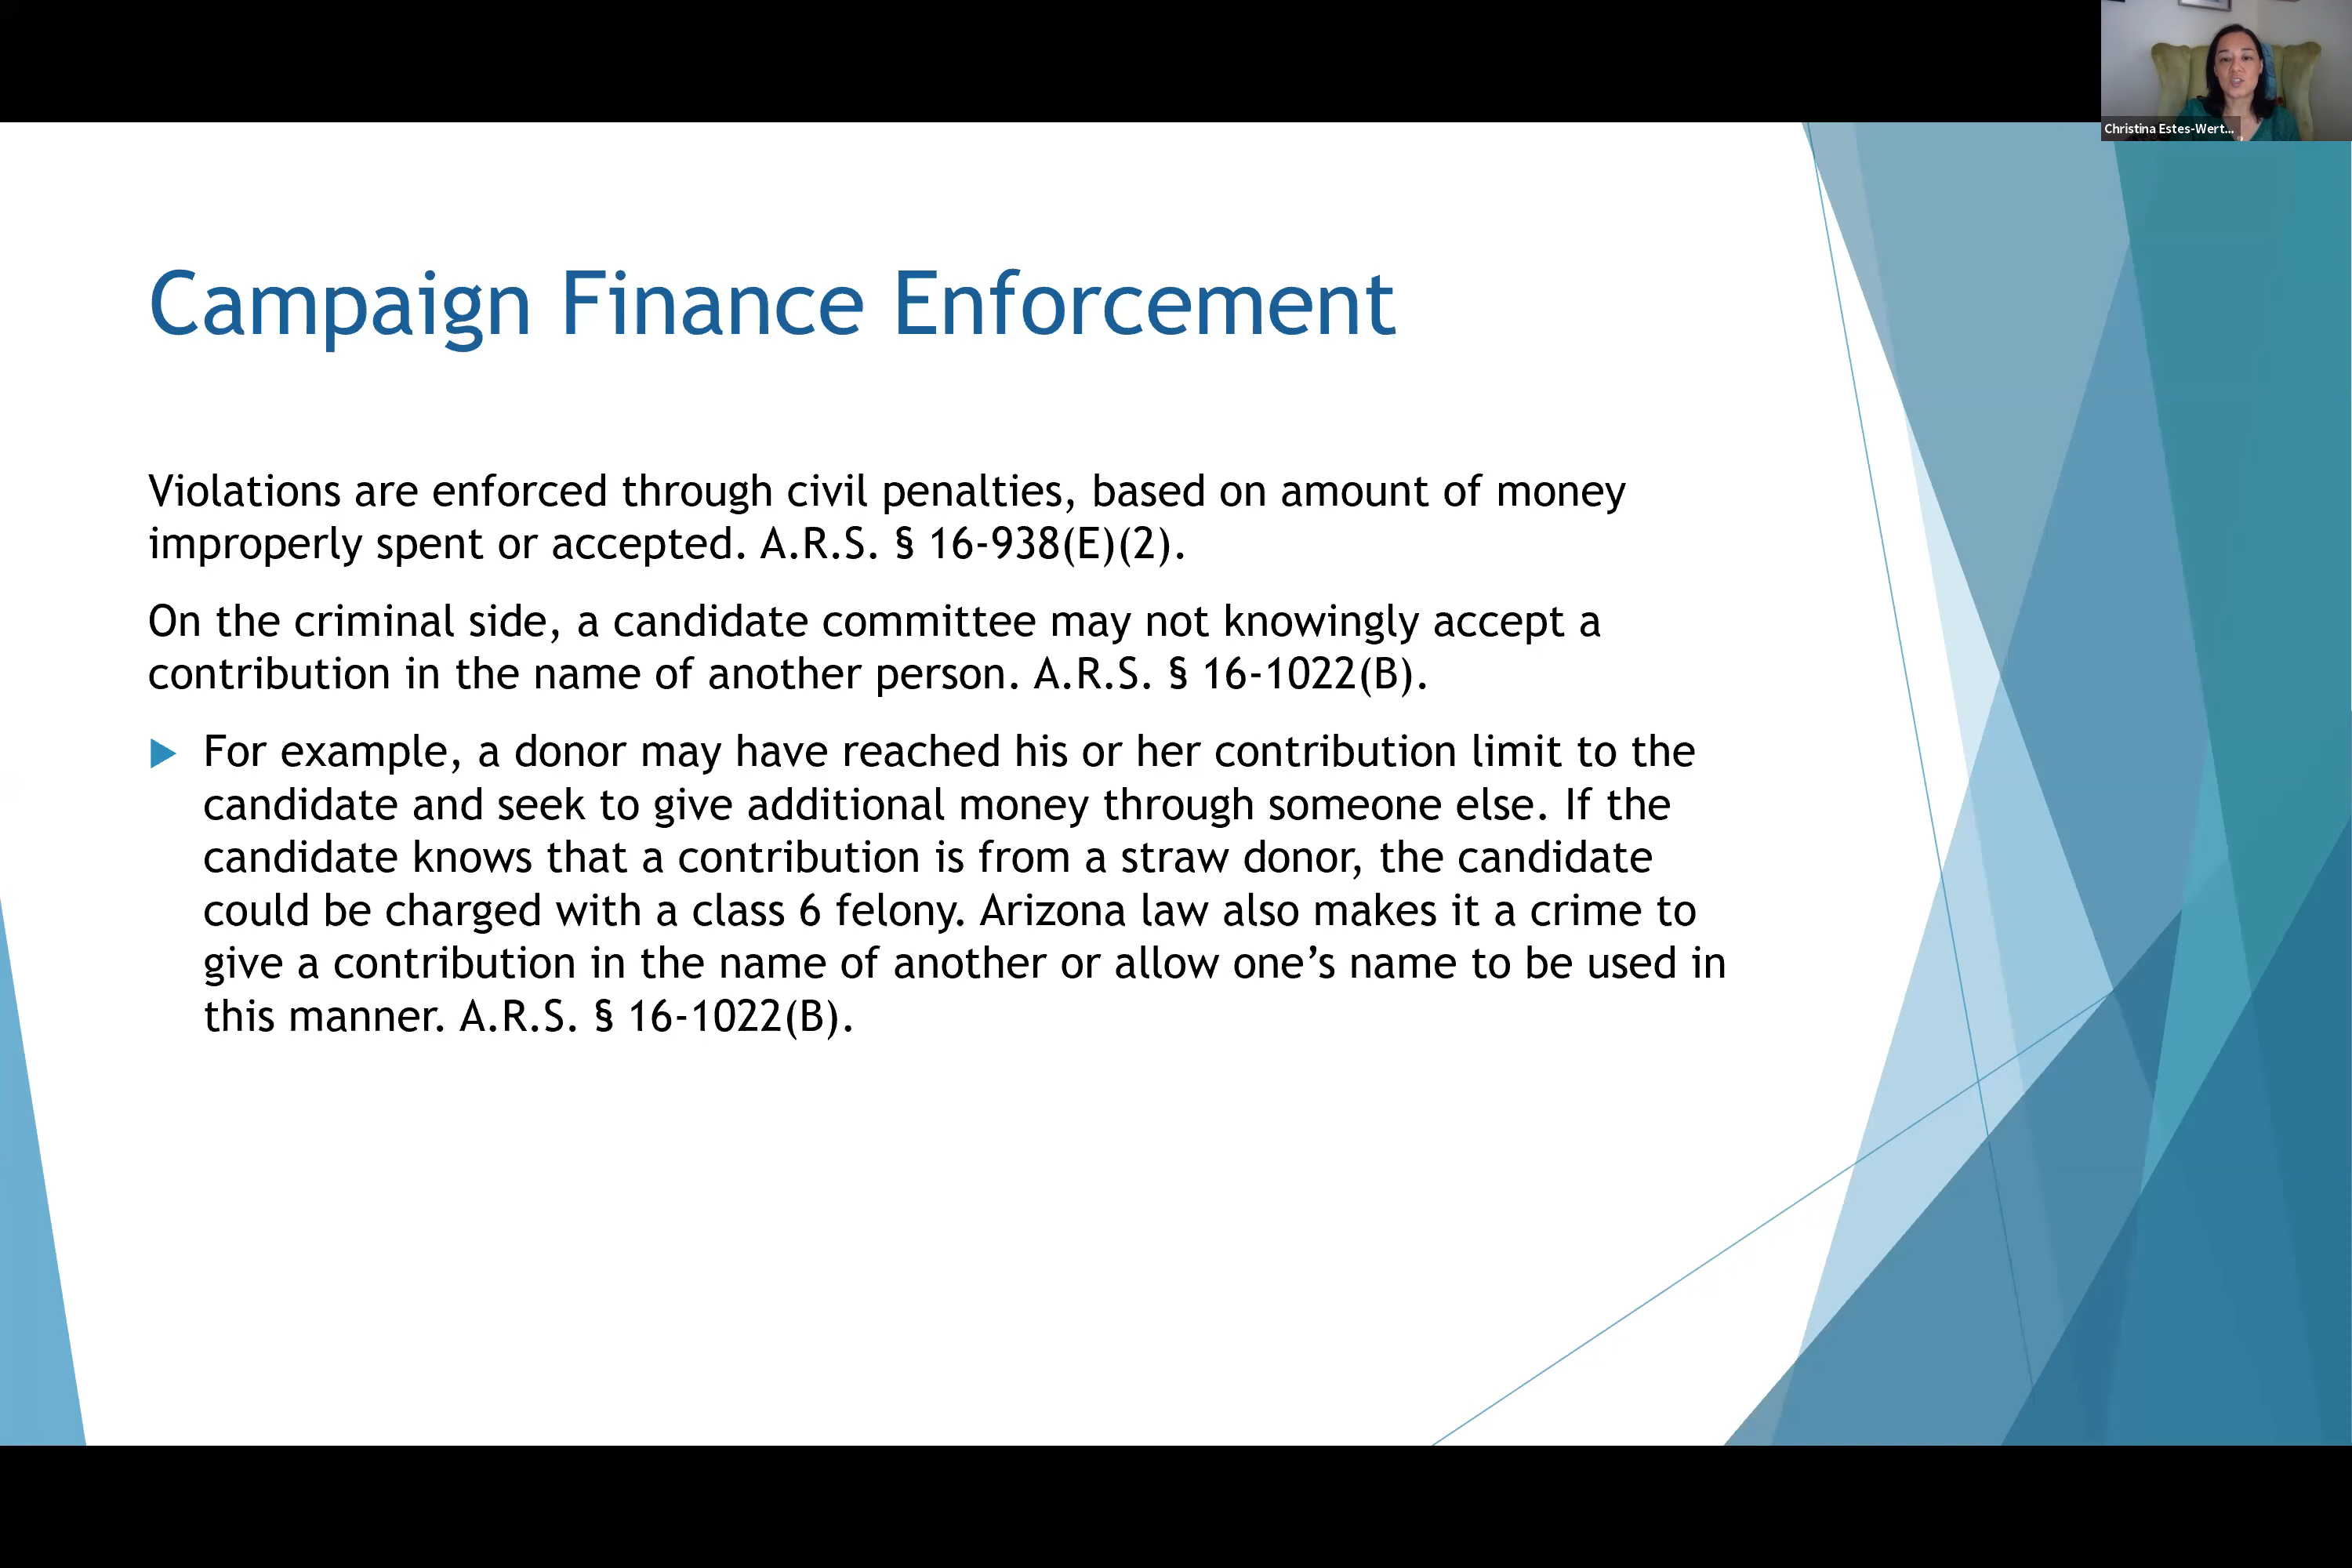 Christina Estes-Wert...
Campaign Finance Enforcement
Violations are enforced through civil penalties, based on amount of money
improperly spent or accepted. A.R.S. § 16-938(E)(2).
On the criminal side, a candidate committee may not knowingly accept a
contribution in the name of another person. A.R.S. § 16-1022(B).
For example, a donor may have reached his or her contribution limit to the
candidate and seek to give additional money through someone else. If the
candidate knows that a contribution is from a straw donor, the candidate
could be charged with a class 6 felony. Arizona law also makes it a crime to
give a contribution in the name of another or allow one’s name to be used in
this manner. A.R.S. § 16-1022(B).